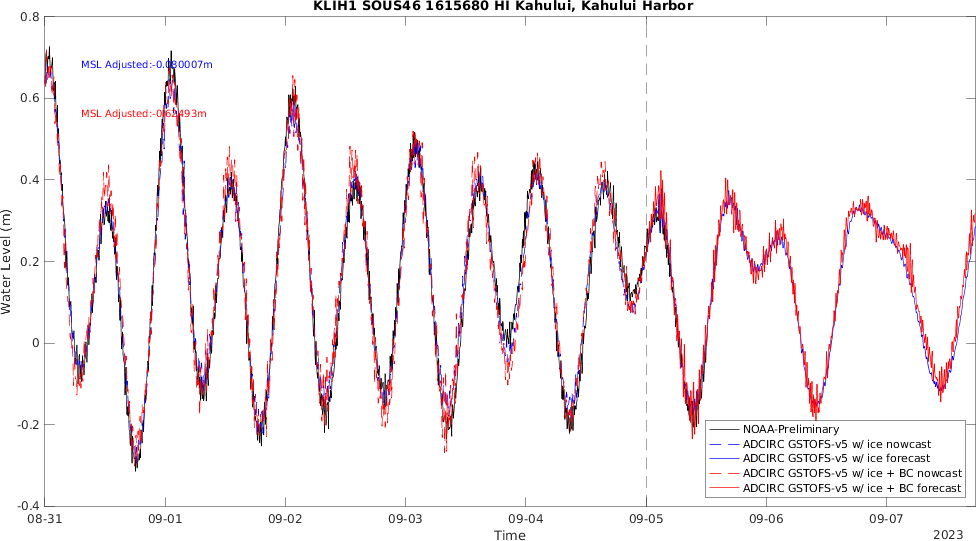 KLIH1 SOUS46 1615680 HI Kahului, Kahului Harbor
0.8
0.6
0.4
0.2
0
-0.2
-0.4
Water Level (m)
MSL Adjusted:-0.080007m
MSL
NOAA-Preliminary
ADCIRC GSTOFS-v5 w/ ice nowcast
ADCIRC GSTOFS-v5 w/ ice forecast
ADCIRC GSTOFS-v5 w/ ice + BC nowcast
ADCIRC GSTOFS-v5 w/ ice + BC forecast
08-31 09-01 09-02 09-03 09-04 09-05 09-06 09-07
Time
2023